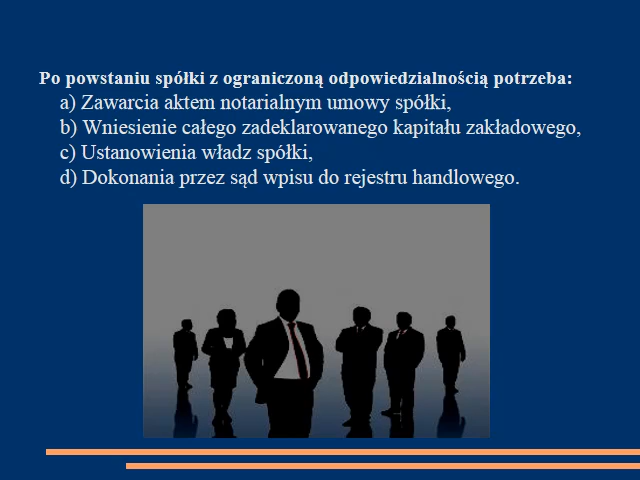 Po powstaniu spółki z ograniczoną odpowiedzialnością potrzeba:
a) Zawarcia aktem notarialnym umowy spółki,
b) Wniesienie całego zadeklarowanego kapitału zakładowego,
c) Ustanowienia władz spółki,
d) Dokonania przez sąd wpisu do rejestru handlowego.